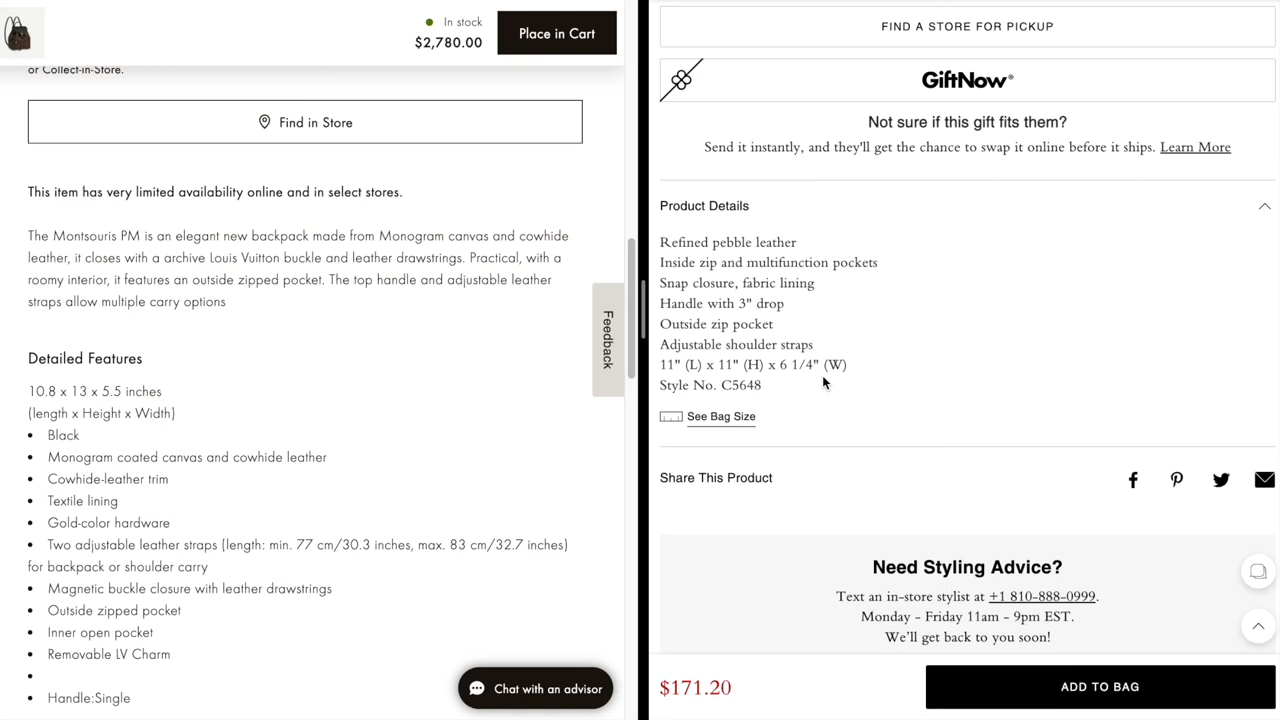 In stock
$2,780.00
Place in Cart
or Collect-in-Store.
Find in Store
This item has very limited availability online and in select stores.
The Montsouris PM is an elegant new backpack made from Monogram canvas and cowhide
leather, it closes with a archive Louis Vuitton buckle and leather drawstrings. Practical, with a
roomy interior, it features an outside zipped pocket. The top handle and adjustable leather
straps allow multiple carry options
Feedback
Detailed Features
10.8 x 13 x 5.5 inches
(length x Height x Width)
• Black
• Monogram coated canvas and cowhide leather
• Cowhide-leather trim
• Textile lining
• Gold-color hardware
• Two adjustable leather straps (length: min. 77 cm/30.3 inches, max. 83 cm/32.7 inches)
for backpack or shoulder carry
• Magnetic buckle closure with leather drawstrings
• Outside zipped pocket
• Inner open pocket
• Removable LV Charm
•
• Handle:Single
Chat with an advisor
FIND A STORE FOR PICKUP
GiftNow®
Not sure if this gift fits them?
Send it instantly, and they'll get the chance to swap it online before it ships. Learn More
Product Details
Refined pebble leather
Inside zip and multifunction pockets
Snap closure, fabric lining
Handle with 3" drop
Outside zip pocket
Adjustable shoulder straps
11" (L) x 11" (H) x 6 1/4" (W)
Style No. C5648
See Bag Size
Share This Product
Need Styling Advice?
Text an in-store stylist at +1 810-888-0999.
Monday - Friday 11am - 9pm EST.
We'll get back to you soon!
$171.20
ADD TO BAG